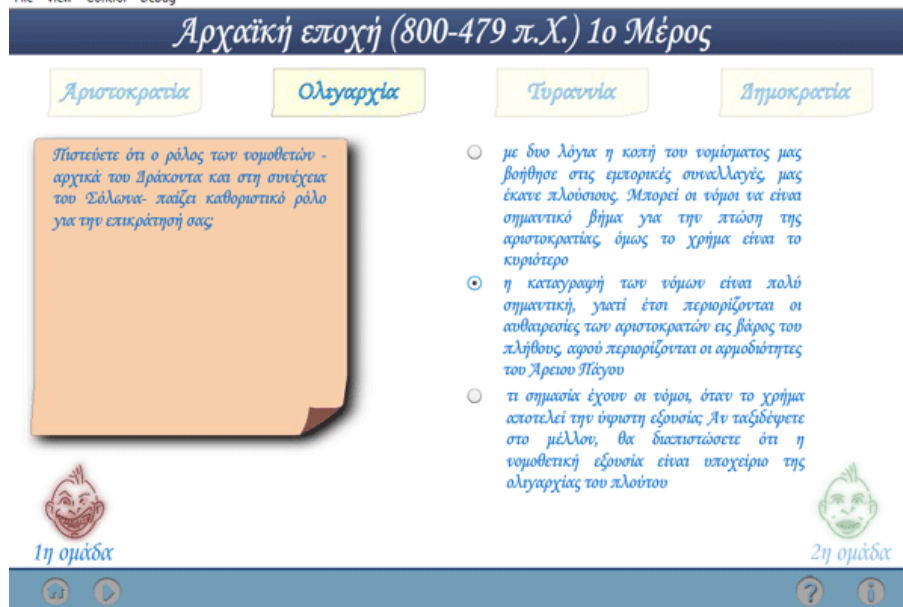 File View Control Debug
Αρχαϊκή εποχή (800-479 π.Χ.) 1ο Μέρος
Αριστοκρατία
Ολιγαρχία
Τυραννία
Δημοκρατία
Πιστεύετε ότι ο ρόλος των νομοθετών -
αρχικά του Δράκοντα και στη συνέχεια
του Σόλωνα- παίζει καθοριστικό ρόλο
για την επικράτησή σας;
με δυο λόγια η κοπή του νομίσματος μας
βοήθησε στις εμπορικές συναλλαγές, μας
έκανε πλούσιους. Μπορεί οι νόμοι να είναι
σημαντικό βήμα για την πτώση της
αριστοκρατίας, όμως το χρήμα είναι το
κυριότερο
η καταγραφή των νόμων είναι πολύ
σημαντική, γιατί έτσι περιορίζονται οι
αυθαιρεσίες των αριστοκρατών εις βάρος του
πλήθους, αφού περιορίζονται οι αρμοδιότητες
του Άρειου Πάγου
τι σημασία έχουν οι νόμοι, όταν το χρήμα
αποτελεί την ύψιστη εξουσία; Αν ταξιδέψετε
στο μέλλον, θα διαπιστώσετε ότι η
νομοθετική εξουσία είναι υποχείριο της
ολιγαρχίας του πλούτου
1η ομάδα
2η ομάδα